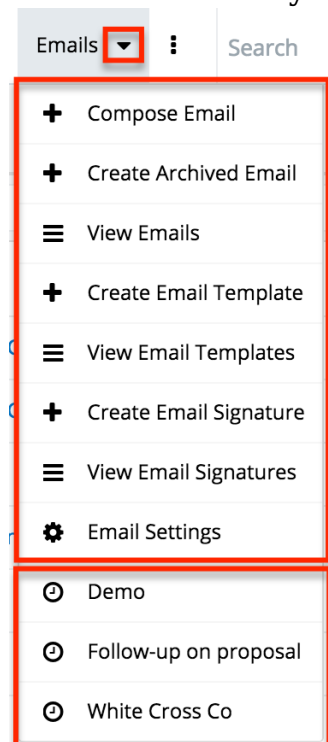 Emails
Search
Compose Email
Create Archived Email
View Emails
Create Email Template
View Email Templates
Create Email Signature
View Email Signatures
Email Settings
Demo
Follow-up on proposal
White Cross Co